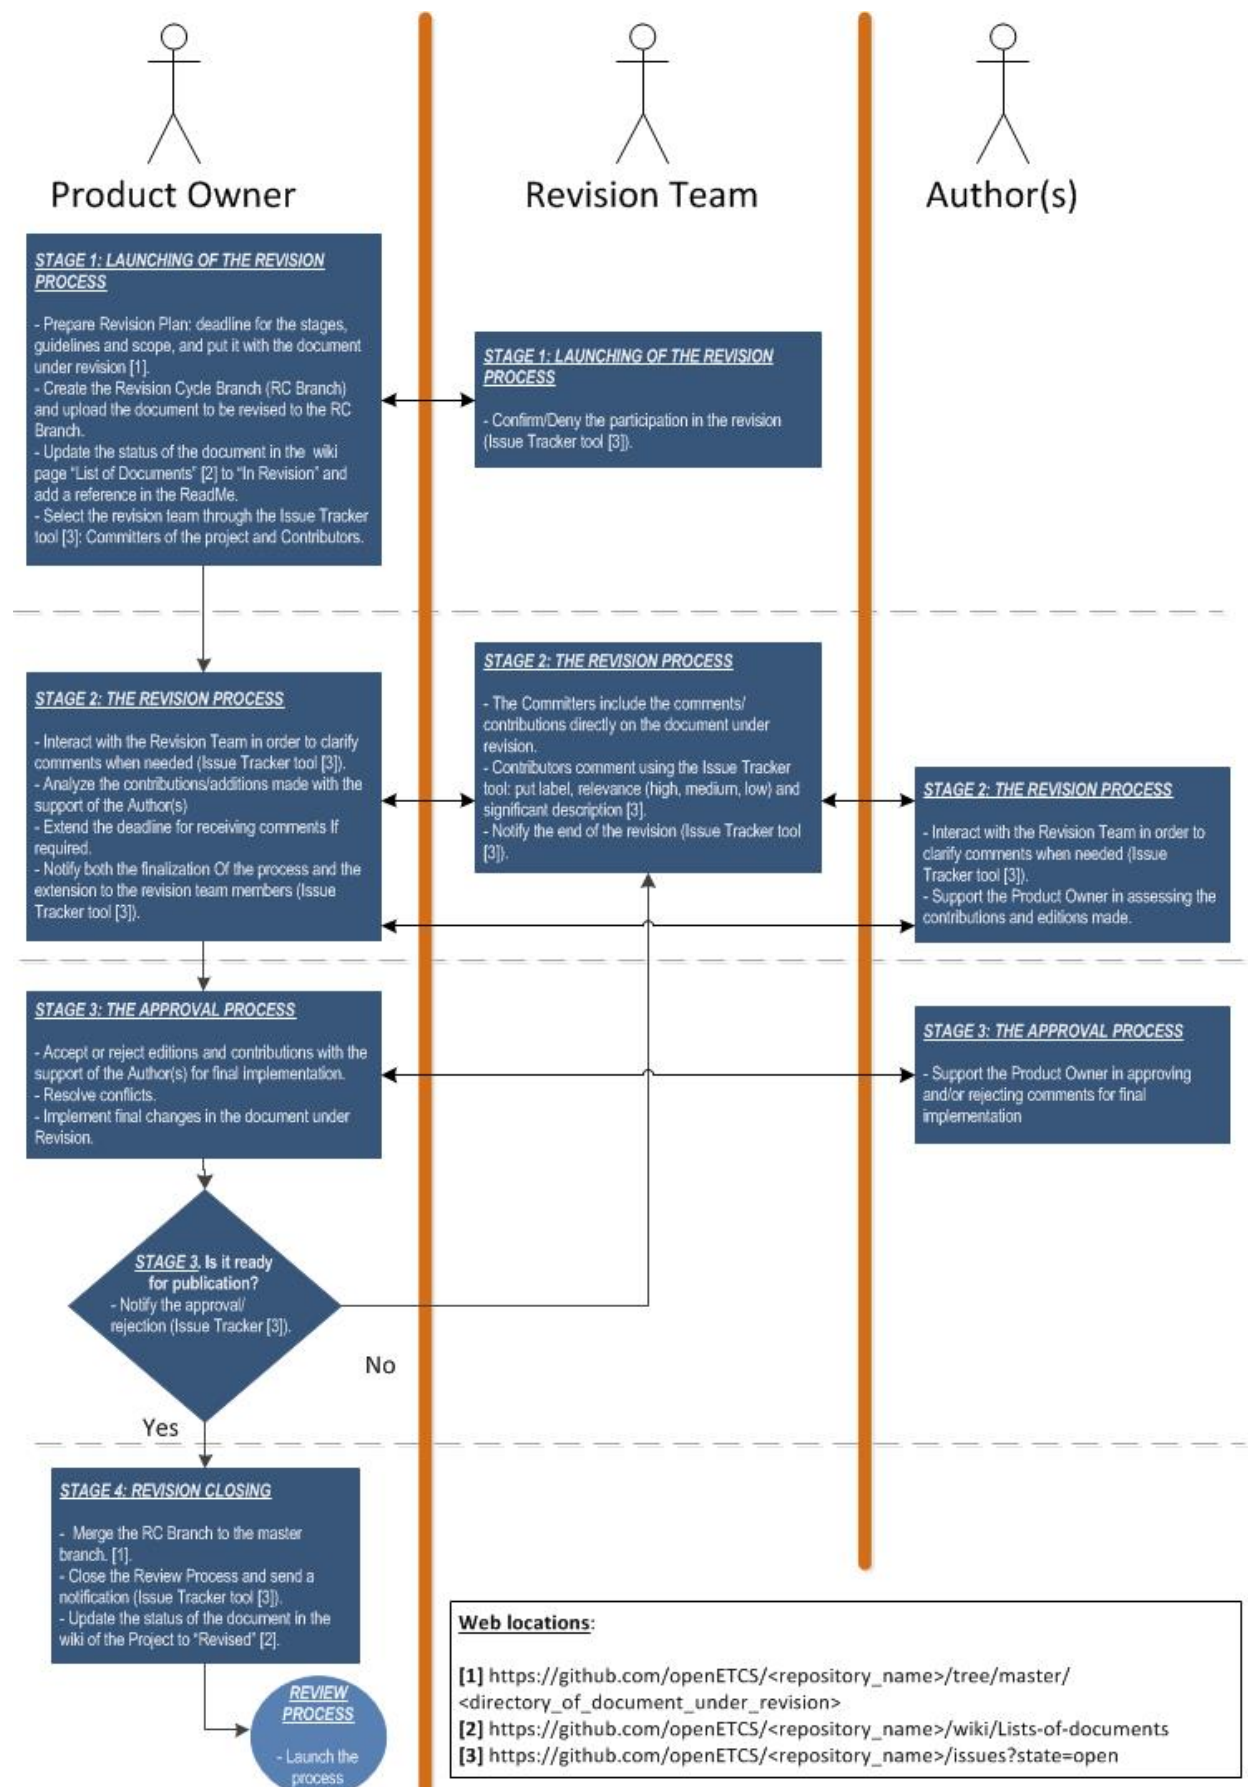 Product Owner
Revision Team
Author(s)
STAGE 1: LAUNCHING OF THE REVISION
PROCESS
- Prepare Revision Plan: deadline for the stages,
guidelines and scope, and put it with the document
under revision [1].
- Create the Revision Cycle Branch (RC Branch)
and upload the document to be revised to the RC
Branch.
- Update the status of the document in the wiki
page "List of Documents" [2] to "In Revision" and
add a reference in the ReadMe.
- Select the revision team through the Issue Tracker
tool [3]: Committers of the project and Contributors.
STAGE 1: LAUNCHING OF THE REVISION
PROCESS
- Confirm/Deny the participation in the revision
(Issue Tracker tool [3]).
STAGE 2: THE REVISION PROCESS
- Interact with the Revision Team in order to clarify
comments when needed (Issue Tracker tool [3]).
- Analyze the contributions/additions made with the
support of the Author(s)
- Extend the deadline for receiving comments If
required.
- Notify both the finalization Of the process and the
extension to the revision team members (Issue
Tracker tool [3]).
STAGE 2: THE REVISION PROCESS
- The Committers include the comments/
contributions directly on the document under
revision.
- Contributors comment using the Issue Tracker
tool: put label, relevance (high, medium, low) and
significant description [3].
- Notify the end of the revision (Issue Tracker tool
[3]).
STAGE 2: THE REVISION PROCESS
- Interact with the Revision Team in order to
clarify comments when needed (Issue
Tracker tool [3]).
- Support the Product Owner in assessing the
contributions and editions made.
STAGE 3: THE APPROVAL PROCESS
- Accept or reject editions and contributions with the
support of the Author(s) for final implementation.
- Resolve conflicts.
- Implement final changes in the document under
Revision.
STAGE 3: THE APPROVAL PROCESS
- Support the Product Owner in approving
and/or rejecting comments for final
implementation
STAGE 3. Is it ready
for publication?
- Notify the approval/
rejection (Issue Tracker [3]).
No
Yes
STAGE 4: REVISION CLOSING
- Merge the RC Branch to the master
branch. [1].
- Close the Review Process and send a
notification (Issue Tracker tool [3]).
- Update the status of the document in the
wiki of the Project to "Revised" [2].
REVIEW
PROCESS
- Launch the
process
Web locations:
[1] https://github.com/openETCS/<repository_name>/tree/master/
<directory_of_document_under_revision>
[2] https://github.com/openETCS/<repository_name>/wiki/Lists-of-documents
[3] https://github.com/openETCS/<repository_name>/issues?state=open